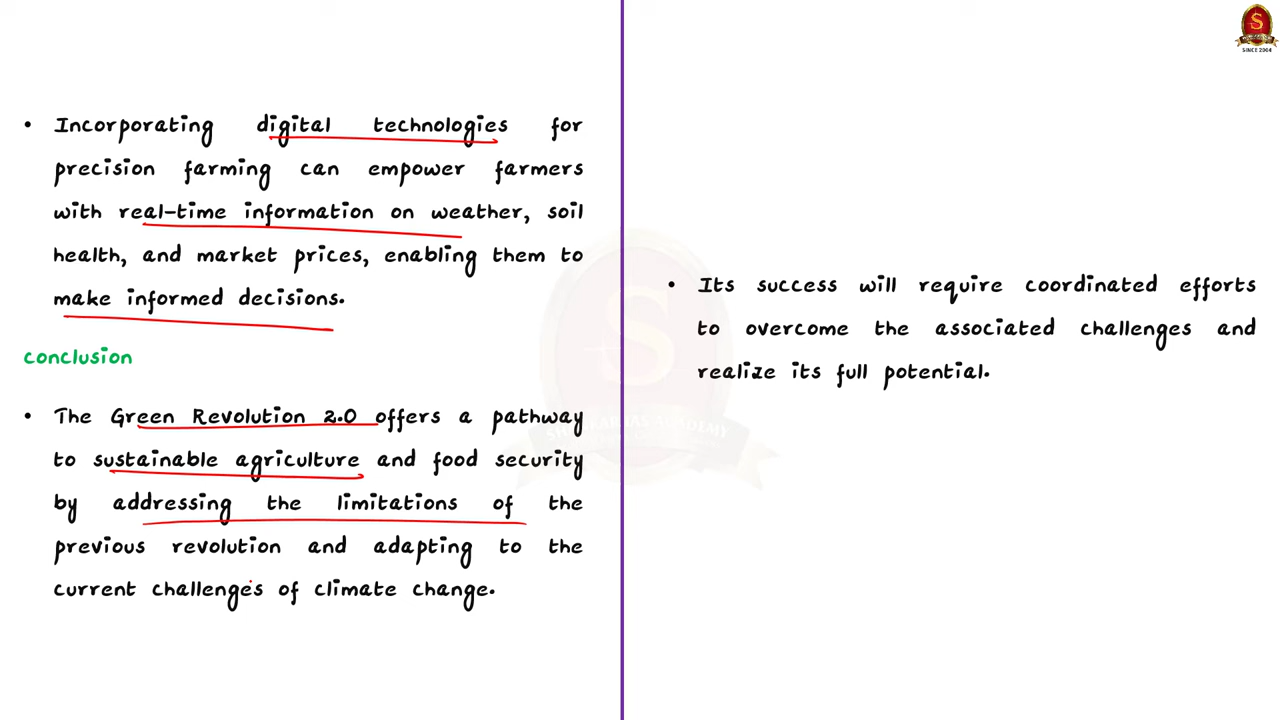 • Incorporating digital technologies for
precision farming can empower farmers
with real-time information on weather, soil
health, and market prices, enabling them to
make informed decisions.
conclusion
• The Green Revolution 2.0 offers a pathway
to sustainable agriculture and food security
by addressing the limitations of the
previous revolution and adapting to the
current challenges of climate change.
• Its success will require coordinated efforts
to overcome the associated challenges and
realize its full potential.
S
SINCE 2004